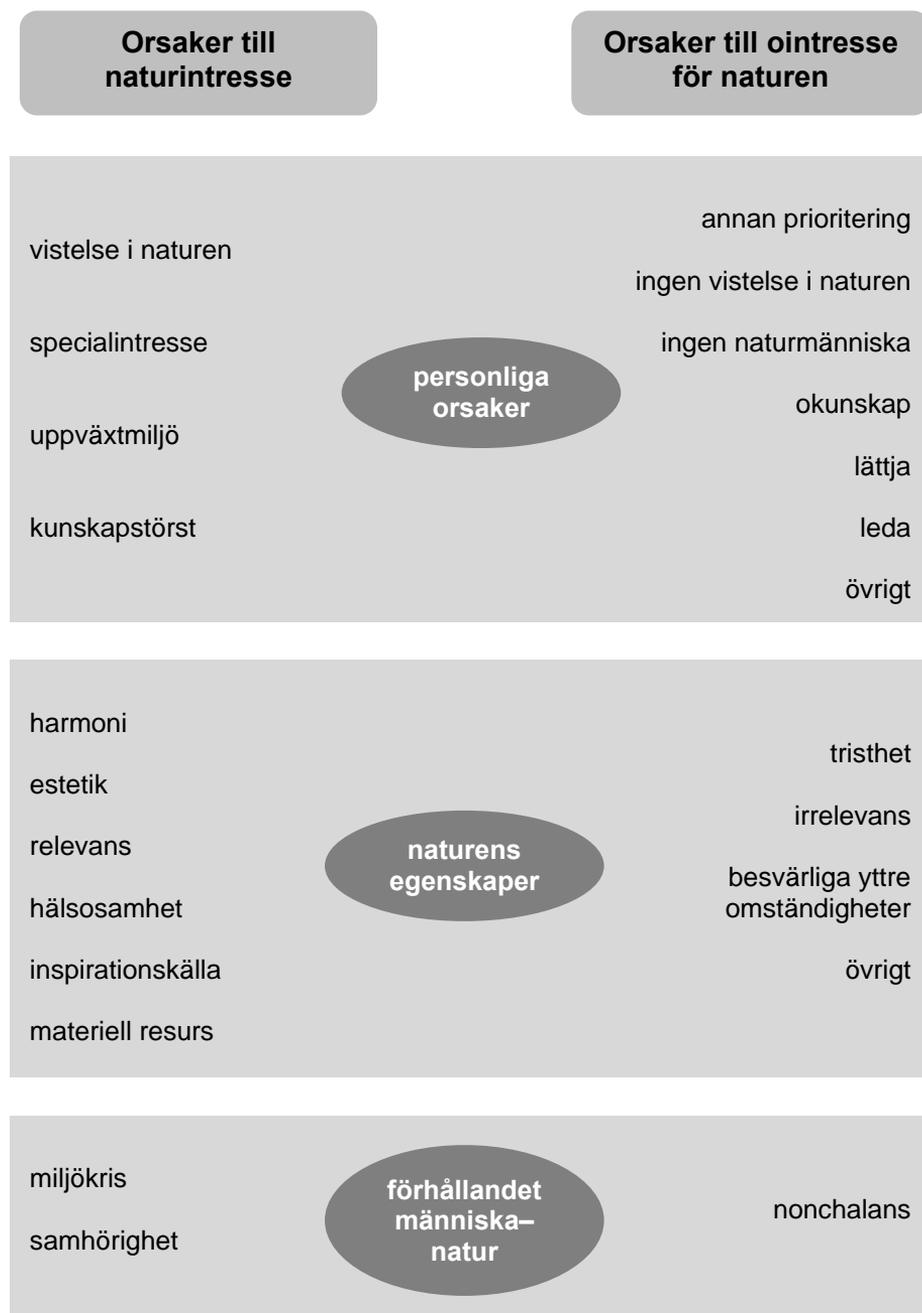 Orsaker till
naturintresse
Orsaker till ointresse
för naturen
vistelse i naturen
specialintresse
uppväxtmiljö
kunskapstörst
personliga
orsaker
annan prioritering
ingen vistelse i naturen
ingen naturmänniska
okunskap
lättja
leda
övrigt
harmoni
estetik
relevans
hälsosamhet
inspirationskälla
materiell resurs
naturens
egenskaper
tristhet
irrelevans
besvärliga yttre
omständigheter
övrigt
miljökris
samhörighet
förhållandet
människa–
natur
nonchalans